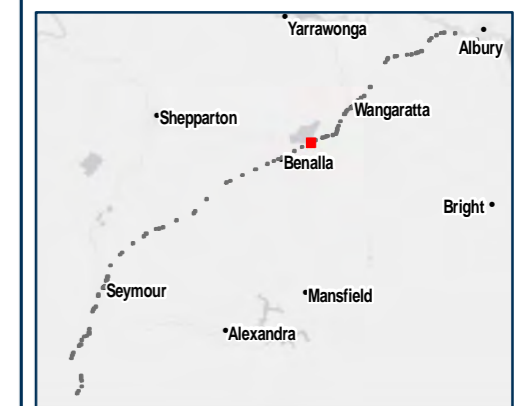 Yarrawonga
Albury
Shepparton
Wangaratta
Benalla
Bright
Seymour
Mansfield
Alexandra